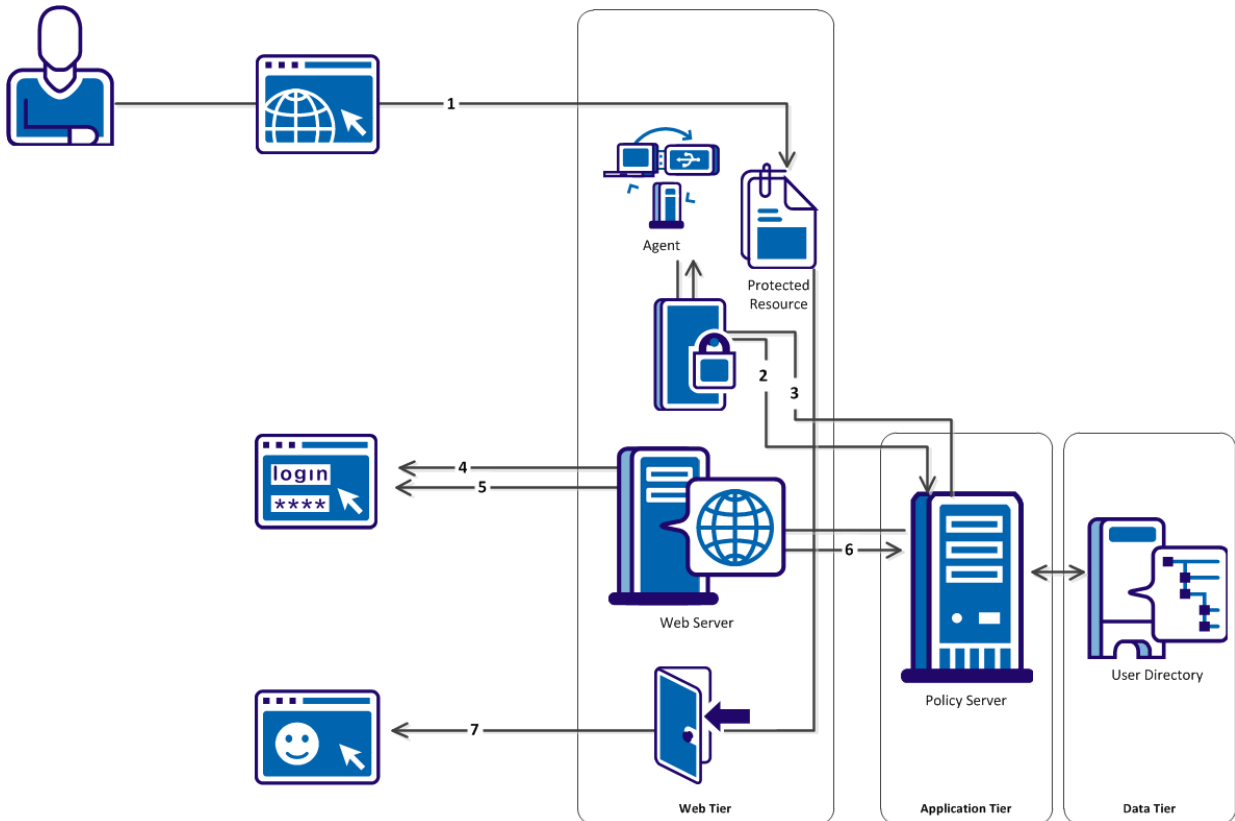 1
Agent
Protected
Resource
2
3
login
****
4
5
6
Web Server
Policy Server
User Directory
7
Web Tier
Application Tier
Data Tier